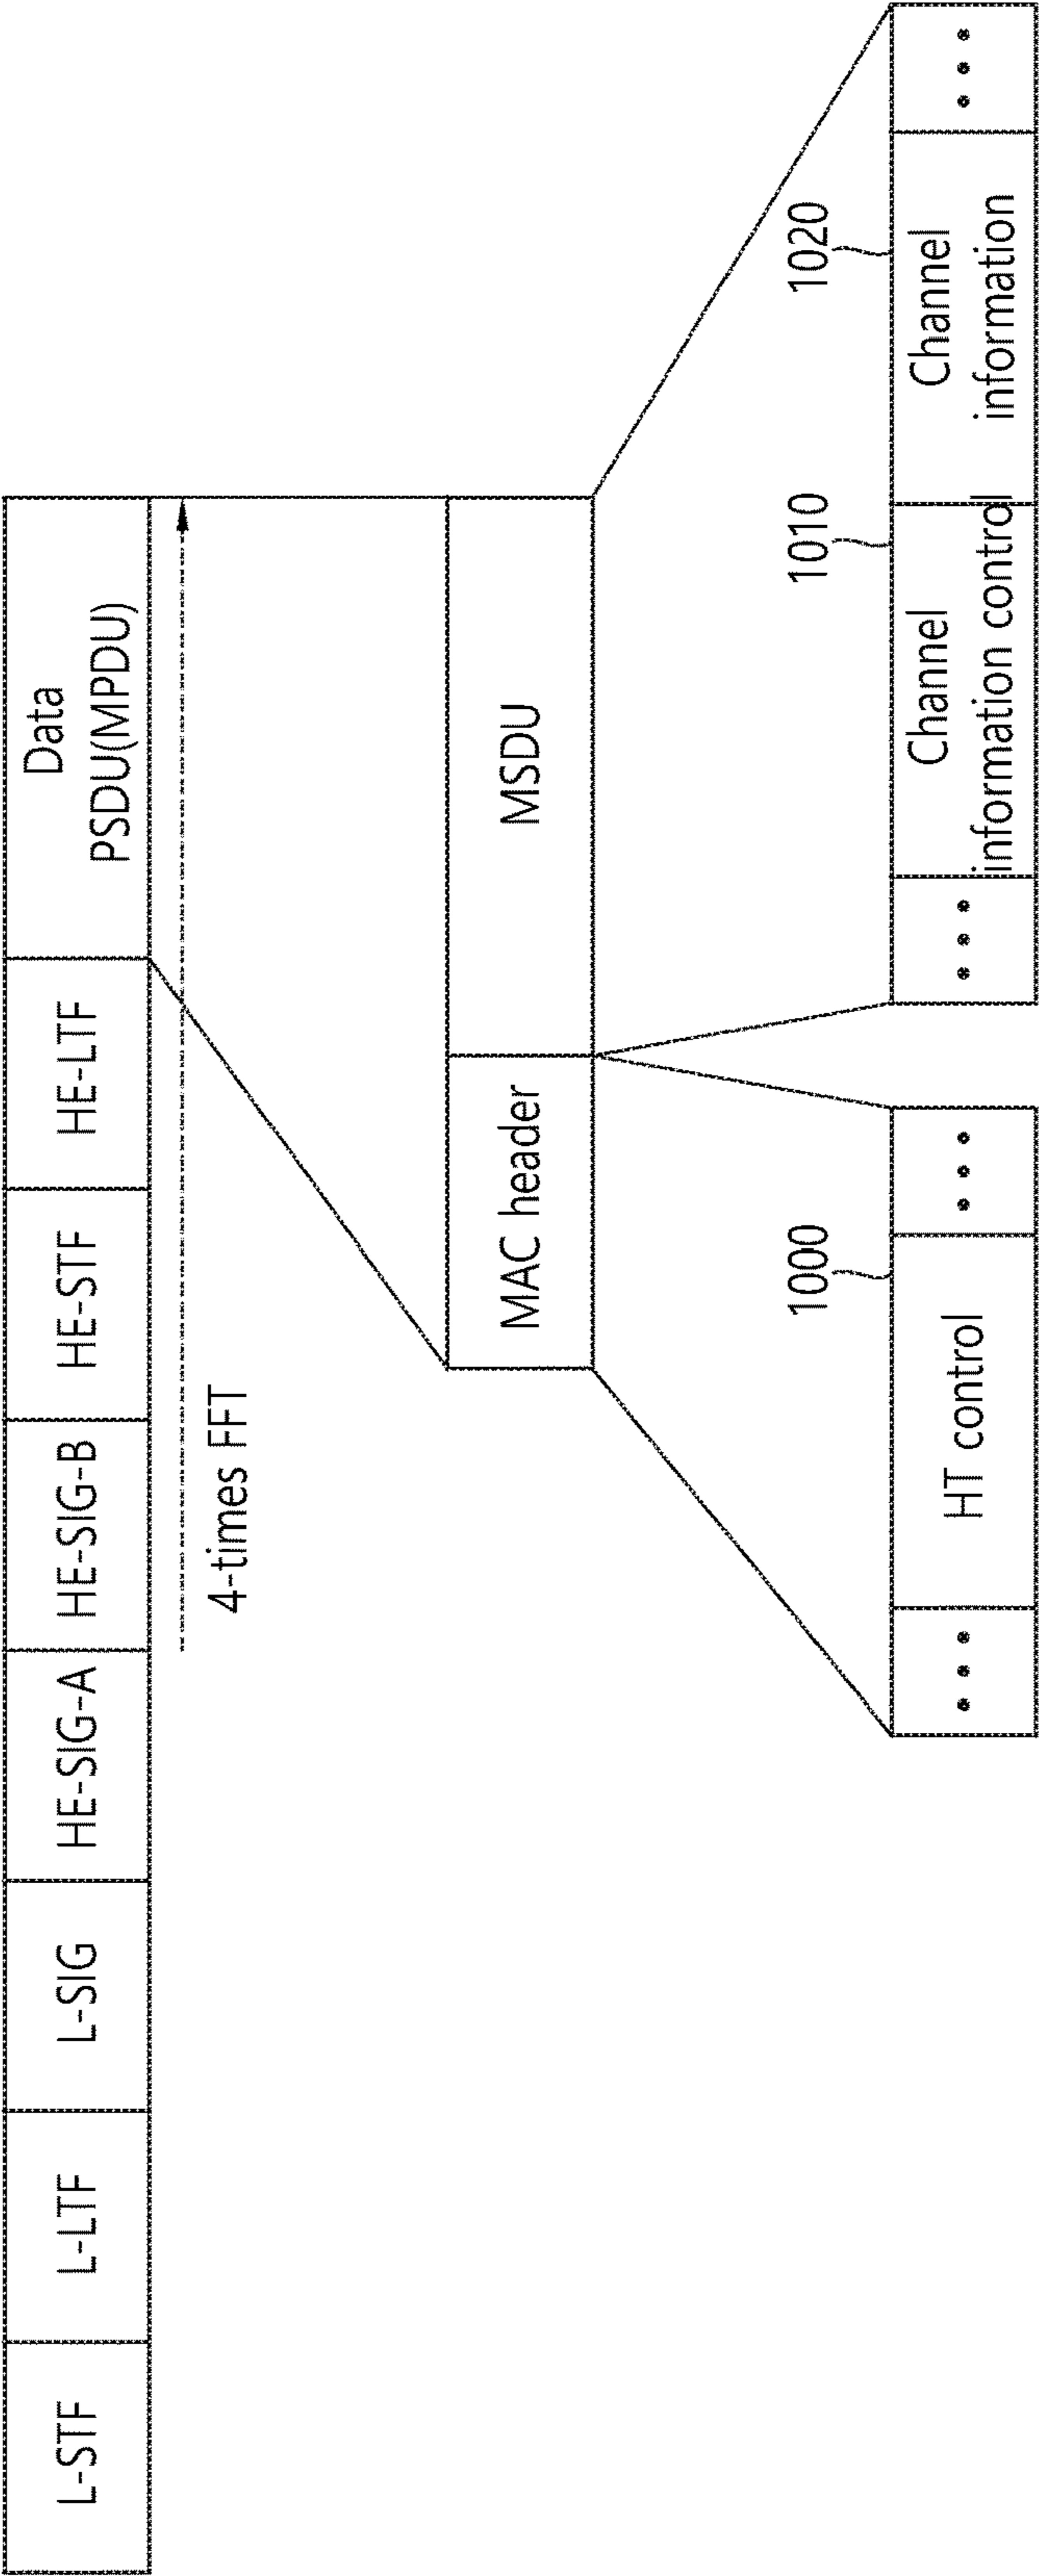 L-STF
L-LTF
L-SIG
HE-SIG-A
HE-SIG-B
HE-STF
HE-LTF
Data
PSDU(MPDU)
4-times FFT
MAC header
MSDU
1000
1010
1020
HT control
Channel
information control
Channel
information